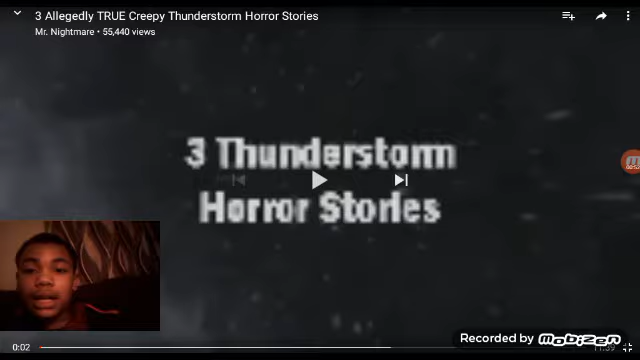 3 Allegedly TRUE Creepy Thunderstorm Horror Stories
Mr. Nightmare • 55,440 views
3 Thunderstorm
Horror Stories
0:02
Recorded by mobizen